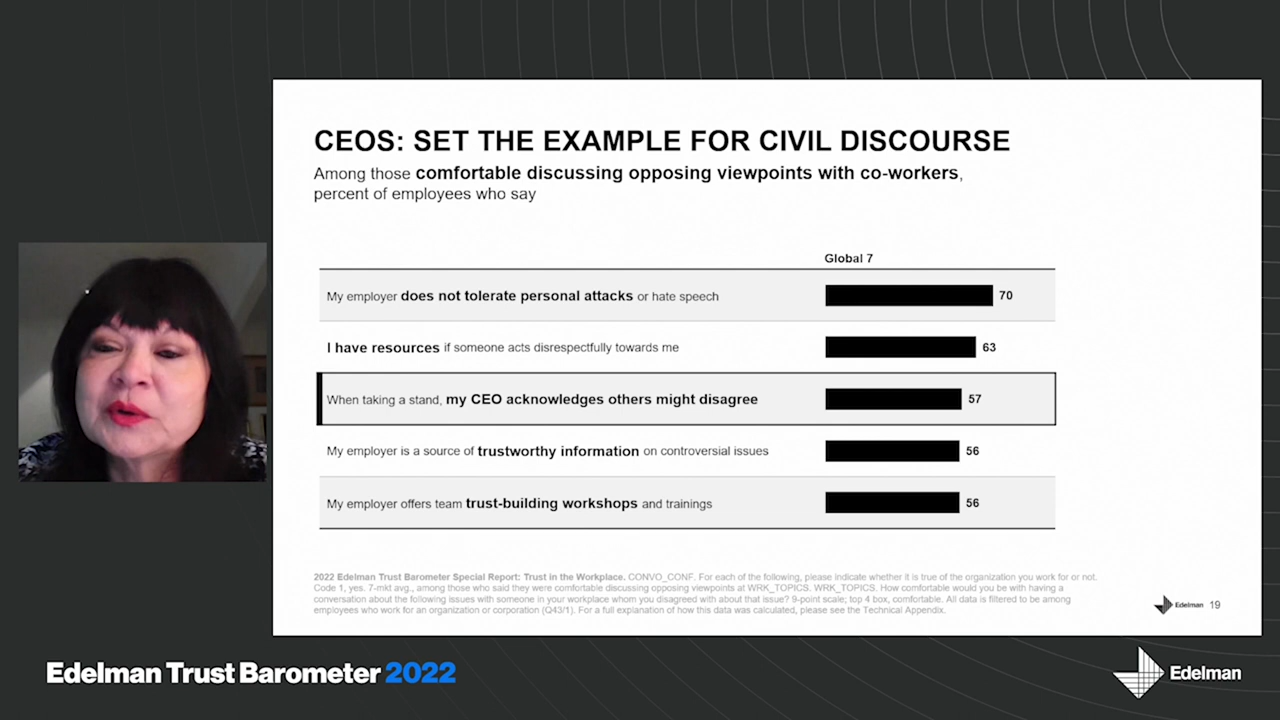 CEOS: SET THE EXAMPLE FOR CIVIL DISCOURSE
Among those comfortable discussing opposing viewpoints with co-workers,
percent of employees who say
Global 7
My employer does not tolerate personal attacks or hate speech 70
I have resources if someone acts disrespectfully towards me 63
When taking a stand, my CEO acknowledges others might disagree 57
My employer is a source of trustworthy information on controversial issues 56
My employer offers team trust-building workshops and trainings 56
2022 Edelman Trust Barometer Special Report: Trust in the Workplace. CONVO_CONF. For each of the following, please indicate whether it is true of the organization you work for or not.
Code 1, yes. 7-mkt avg., among those who said they were comfortable discussing opposing viewpoints at WRK_TOPICS. WRK_TOPICS. How comfortable would you be with having a
conversation about the following issues with someone in your workplace whom you disagreed with about that issue? 9-point scale; top 4 box, comfortable. All data is filtered to be among
employees who work for an organization or corporation (Q43/1). For a full explanation of how this data was calculated, please see the Technical Appendix.
Edelman 19
Edelman Trust Barometer 2022
Edelman